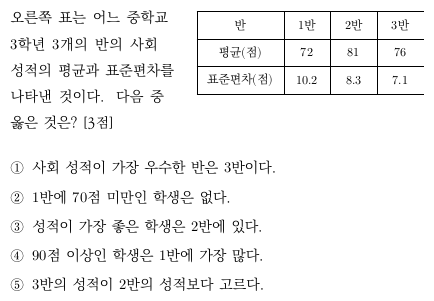 오른쪽 표는 어느 중학교
3학년 3개의 반의 사회
성적의 평균과 표준편차를
나타낸 것이다. 다음 중
옳은 것은? [3점]
반 1반 2반 3반
평균(점) 72 81 76
표준편차(점) 10.2 8.3 7.1
① 사회 성적이 가장 우수한 반은 3반이다.
② 1반에 70점 미만인 학생은 없다.
③ 성적이 가장 좋은 학생은 2반에 있다.
④ 90점 이상인 학생은 1반에 가장 많다.
⑤ 3반의 성적이 2반의 성적보다 고르다.